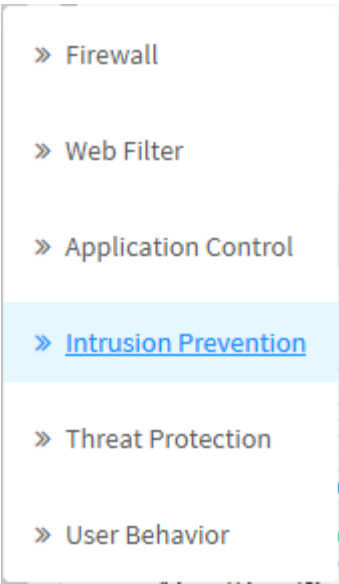 » Firewall
» Web Filter
» Application Control
» Intrusion Prevention
» Threat Protection
» User Behavior